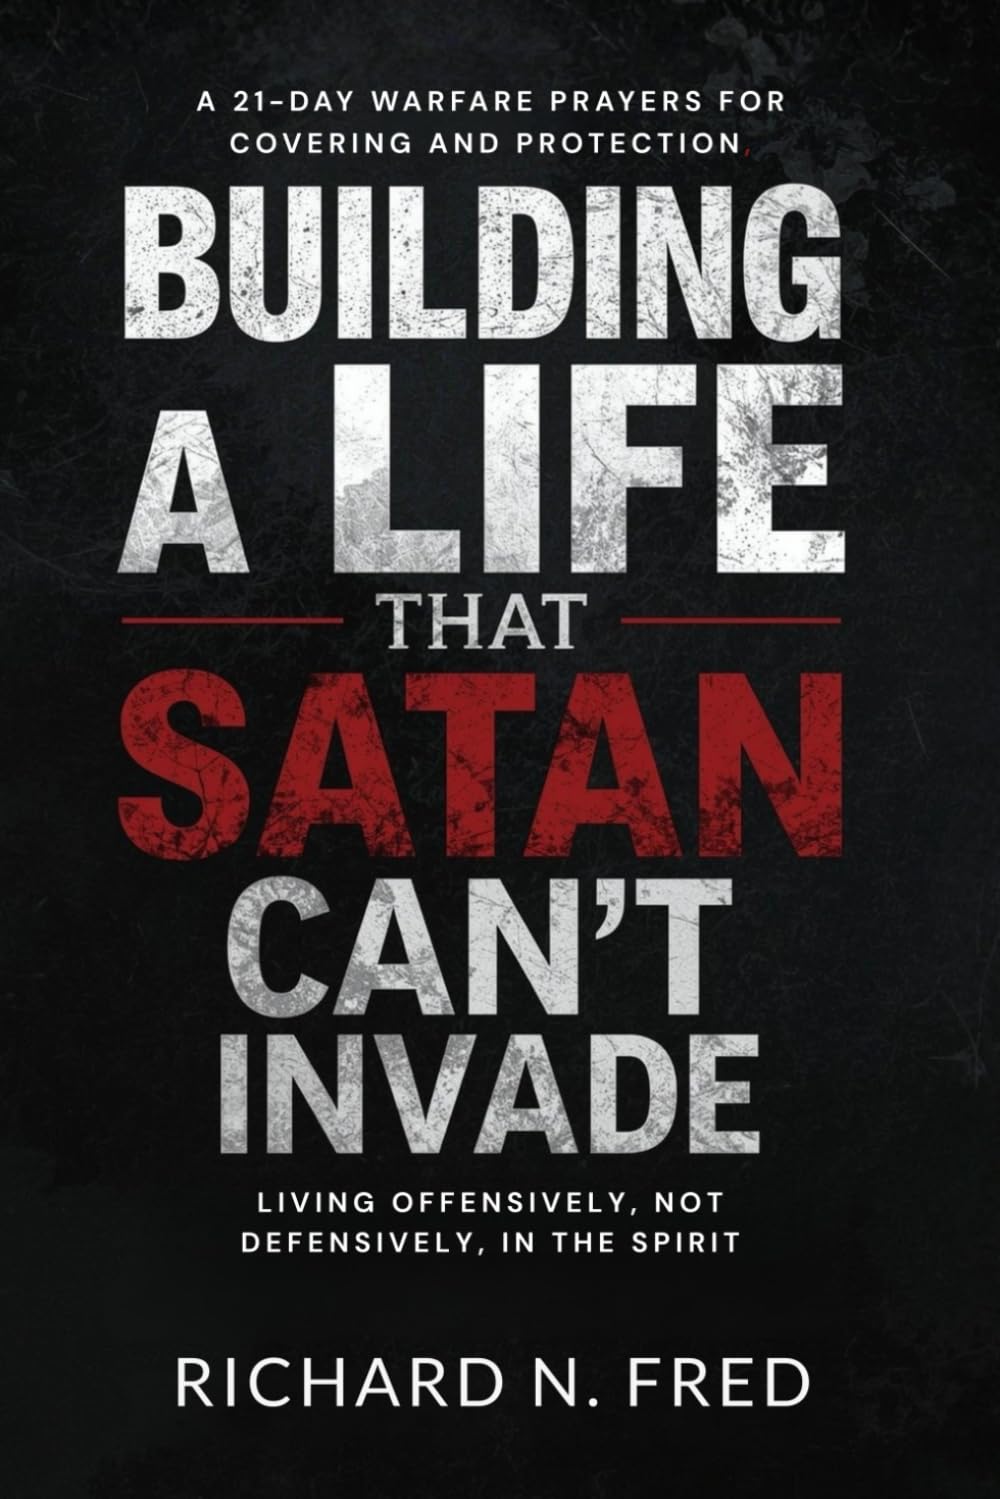 A 21-DAY WARFARE PRAYERS FOR
COVERING AND PROTECTION,
BUILDING
A LIFE
THAT
SATAN
CAN'T
INVADE
LIVING OFFENSIVELY, NOT
DEFENSIVELY, IN THE SPIRIT
RICHARD N. FRED